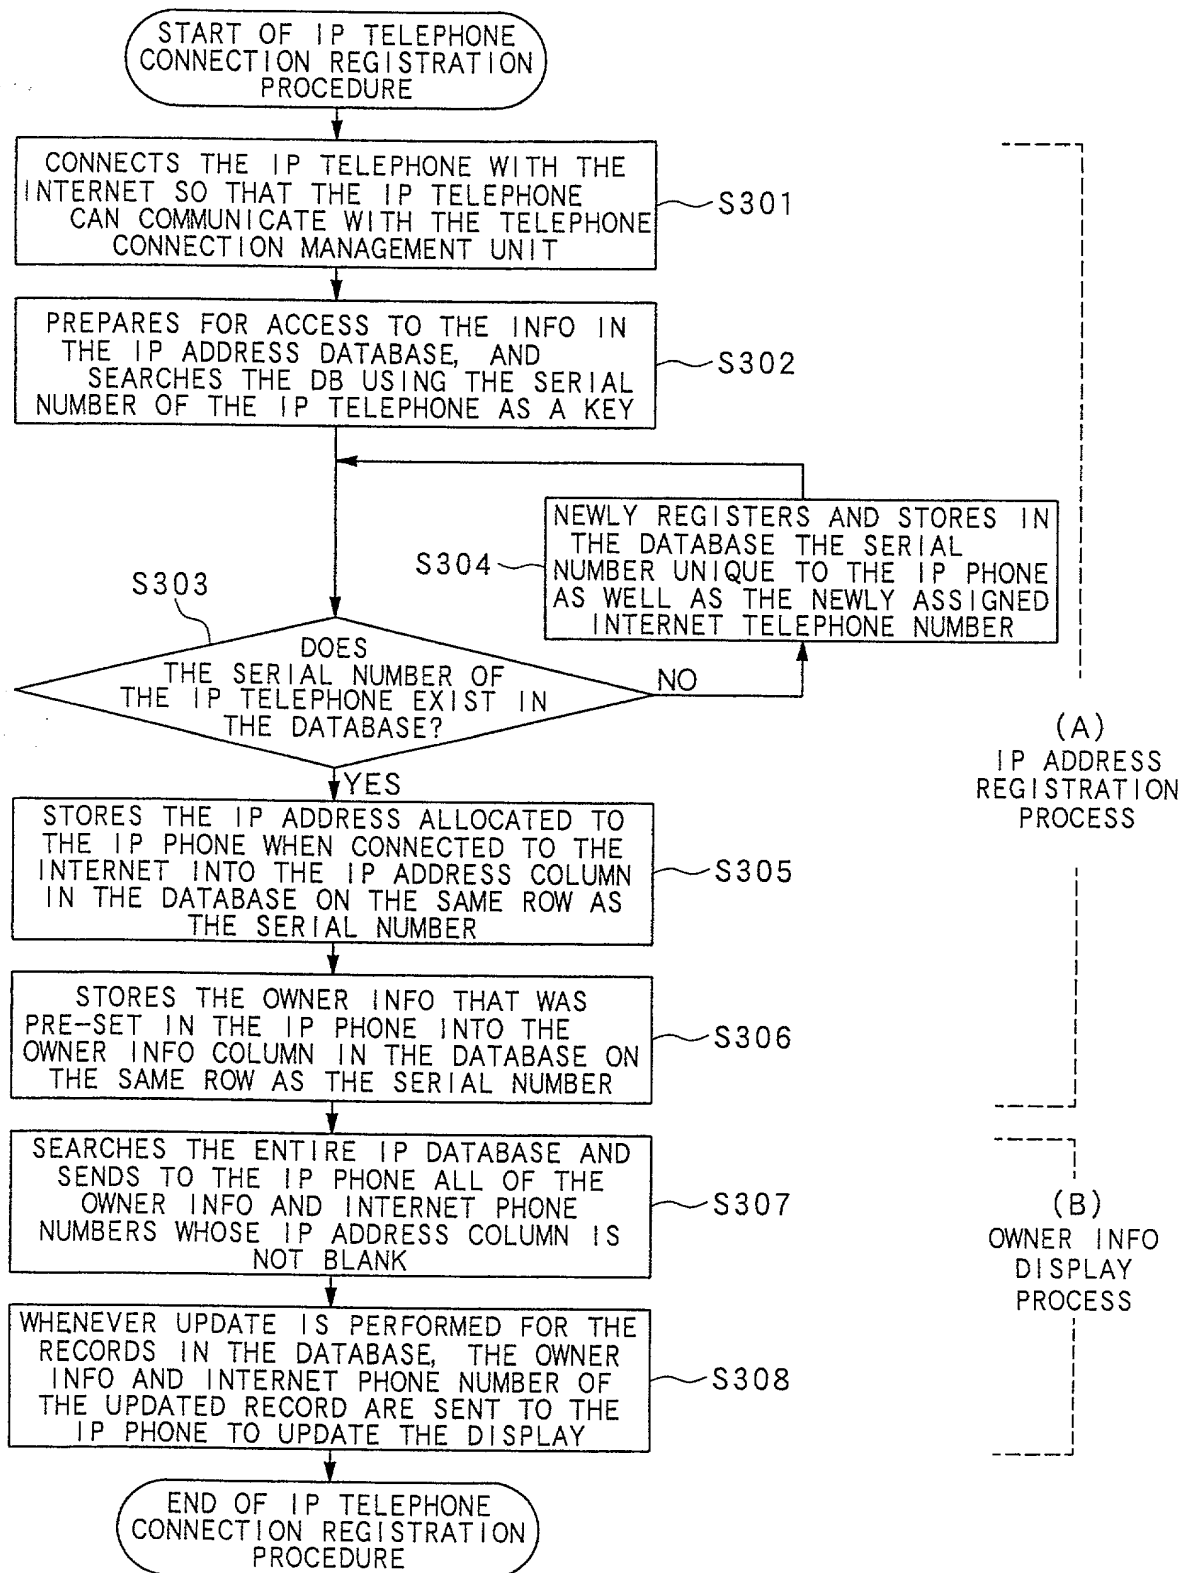 START OF IP TELEPHONE
CONNECTION REGISTRATION
PROCEDURE
CONNECTS THE IP TELEPHONE WITH THE
INTERNET SO THAT THE IP TELEPHONE
CAN COMMUNICATE WITH THE TELEPHONE
CONNECTION MANAGEMENT UNIT
S301
PREPARES FOR ACCESS TO THE INFO IN
THE IP ADDRESS DATABASE, AND
SEARCHES THE DB USING THE SERIAL
NUMBER OF THE IP TELEPHONE AS A KEY
S302
NEWLY REGISTERS AND STORES IN
THE DATABASE THE SERIAL
NUMBER UNIQUE TO THE IP PHONE
AS WELL AS THE NEWLY ASSIGNED
INTERNET TELEPHONE NUMBER
S304
S303
DOES
THE SERIAL NUMBER OF
THE IP TELEPHONE EXIST IN
THE DATABASE?
NO
YES
(A)
IP ADDRESS
REGISTRATION
PROCESS
STORES THE IP ADDRESS ALLOCATED TO
THE IP PHONE WHEN CONNECTED TO THE
INTERNET INTO THE IP ADDRESS COLUMN
IN THE DATABASE ON THE SAME ROW AS
THE SERIAL NUMBER
S305
STORES THE OWNER INFO THAT WAS
PRE-SET IN THE IP PHONE INTO THE
OWNER INFO COLUMN IN THE DATABASE ON
THE SAME ROW AS THE SERIAL NUMBER
S306
SEARCHES THE ENTIRE IP DATABASE AND
SENDS TO THE IP PHONE ALL OF THE
OWNER INFO AND INTERNET PHONE
NUMBERS WHOSE IP ADDRESS COLUMN IS
NOT BLANK
S307
(B)
OWNER INFO
DISPLAY
PROCESS
WHENEVER UPDATE IS PERFORMED FOR THE
RECORDS IN THE DATABASE, THE OWNER
INFO AND INTERNET PHONE NUMBER OF
THE UPDATED RECORD ARE SENT TO THE
IP PHONE TO UPDATE THE DISPLAY
S308
END OF IP TELEPHONE
CONNECTION REGISTRATION
PROCEDURE